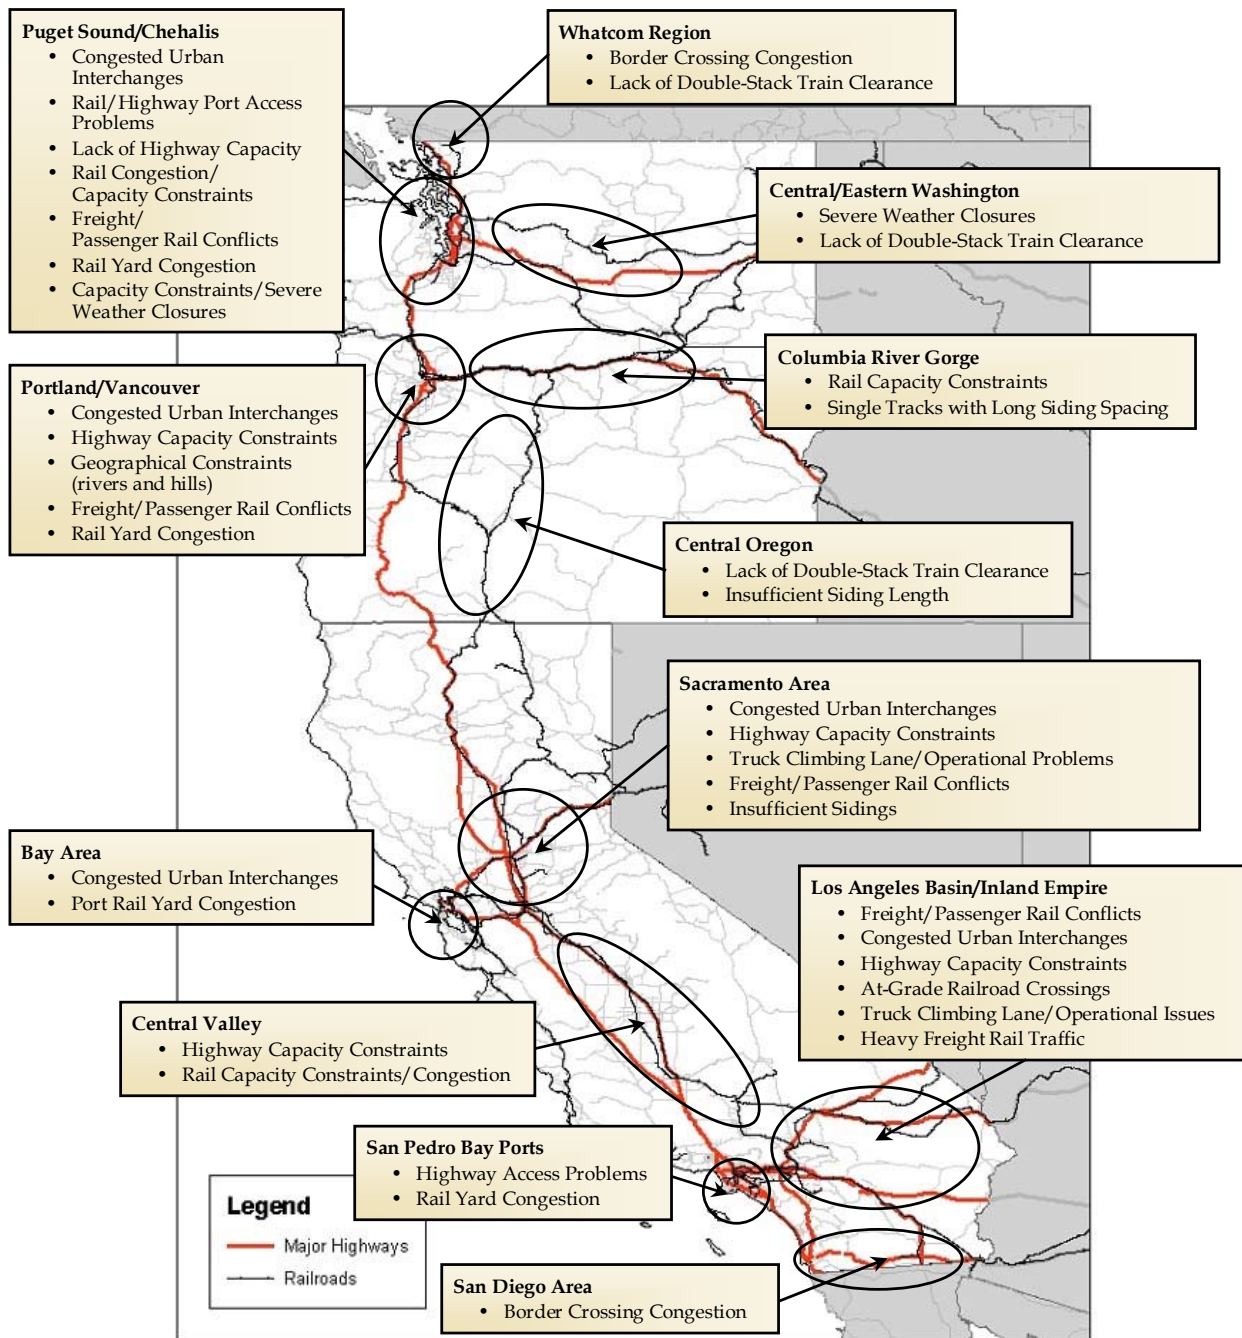 Puget Sound/Chehalis
• Congested Urban
Interchanges
• Rail/Highway Port Access
Problems
• Lack of Highway Capacity
• Rail Congestion/
Capacity Constraints
• Freight/
Passenger Rail Conflicts
• Rail Yard Congestion
• Capacity Constraints/Severe
Weather Closures
Whatcom Region
• Border Crossing Congestion
• Lack of Double-Stack Train Clearance
Central/Eastern Washington
• Severe Weather Closures
• Lack of Double-Stack Train Clearance
Columbia River Gorge
• Rail Capacity Constraints
• Single Tracks with Long Siding Spacing
Portland/Vancouver
• Congested Urban Interchanges
• Highway Capacity Constraints
• Geographical Constraints
(rivers and hills)
• Freight/Passenger Rail Conflicts
• Rail Yard Congestion
Central Oregon
• Lack of Double-Stack Train Clearance
• Insufficient Siding Length
Sacramento Area
• Congested Urban Interchanges
• Highway Capacity Constraints
• Truck Climbing Lane/Operational Problems
• Freight/Passenger Rail Conflicts
• Insufficient Sidings
Bay Area
• Congested Urban Interchanges
• Port Rail Yard Congestion
Los Angeles Basin/Inland Empire
• Freight/Passenger Rail Conflicts
• Congested Urban Interchanges
• Highway Capacity Constraints
• At-Grade Railroad Crossings
• Truck Climbing Lane/Operational Issues
• Heavy Freight Rail Traffic
Central Valley
• Highway Capacity Constraints
• Rail Capacity Constraints/Congestion
San Pedro Bay Ports
• Highway Access Problems
• Rail Yard Congestion
Legend
Major Highways
Railroads
San Diego Area
• Border Crossing Congestion